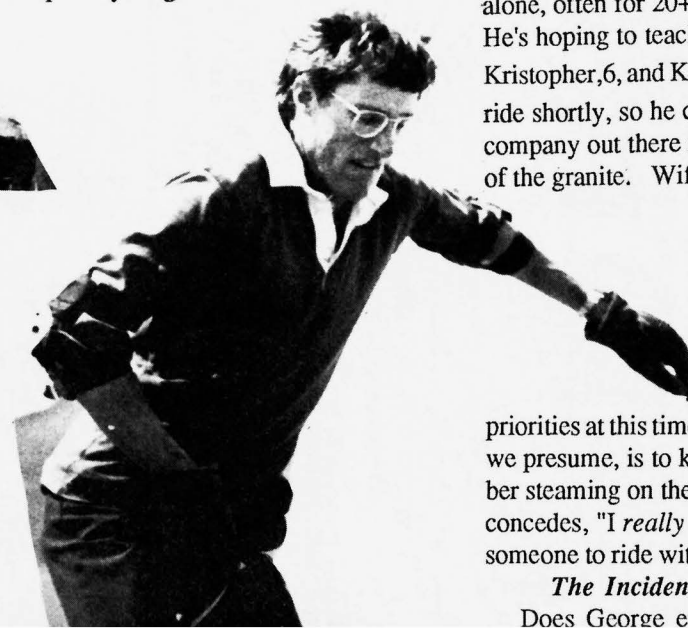 alone, often for 20+
He's hoping to teac
Kristopher,6, and K
ride shortly, so he c
company out there
of the granite. Wif
priorities at this tim
we presume, is to k
ber steaming on the
concedes, "I really
someone to ride wit
The Inciden
Does George e